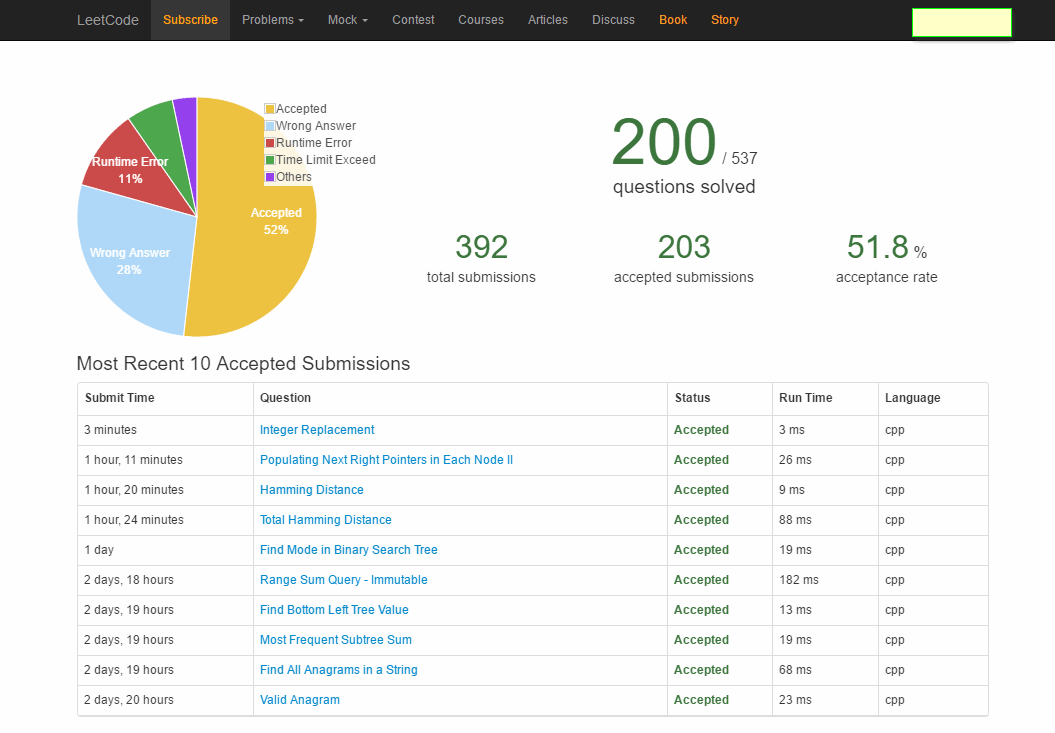 LeetCode Subscribe Problems Mock Contest Courses Articles Discuss Book Story
Accepted
Wrong Answer
Runtime Error
Time Limit Exceed
Others
Runtime Error
11%
Accepted
52%
Wrong Answer
28%
200 / 537
questions solved
392 203 51.8 %
total submissions accepted submissions acceptance rate
Most Recent 10 Accepted Submissions
Submit Time Question Status Run Time Language
3 minutes Integer Replacement Accepted 3 ms cpp
1 hour, 11 minutes Populating Next Right Pointers in Each Node II Accepted 26 ms cpp
1 hour, 20 minutes Hamming Distance Accepted 9 ms cpp
1 hour, 24 minutes Total Hamming Distance Accepted 88 ms cpp
1 day Find Mode in Binary Search Tree Accepted 19 ms cpp
2 days, 18 hours Range Sum Query - Immutable Accepted 182 ms cpp
2 days, 19 hours Find Bottom Left Tree Value Accepted 13 ms cpp
2 days, 19 hours Most Frequent Subtree Sum Accepted 19 ms cpp
2 days, 19 hours Find All Anagrams in a String Accepted 68 ms cpp
2 days, 20 hours Valid Anagram Accepted 23 ms cpp